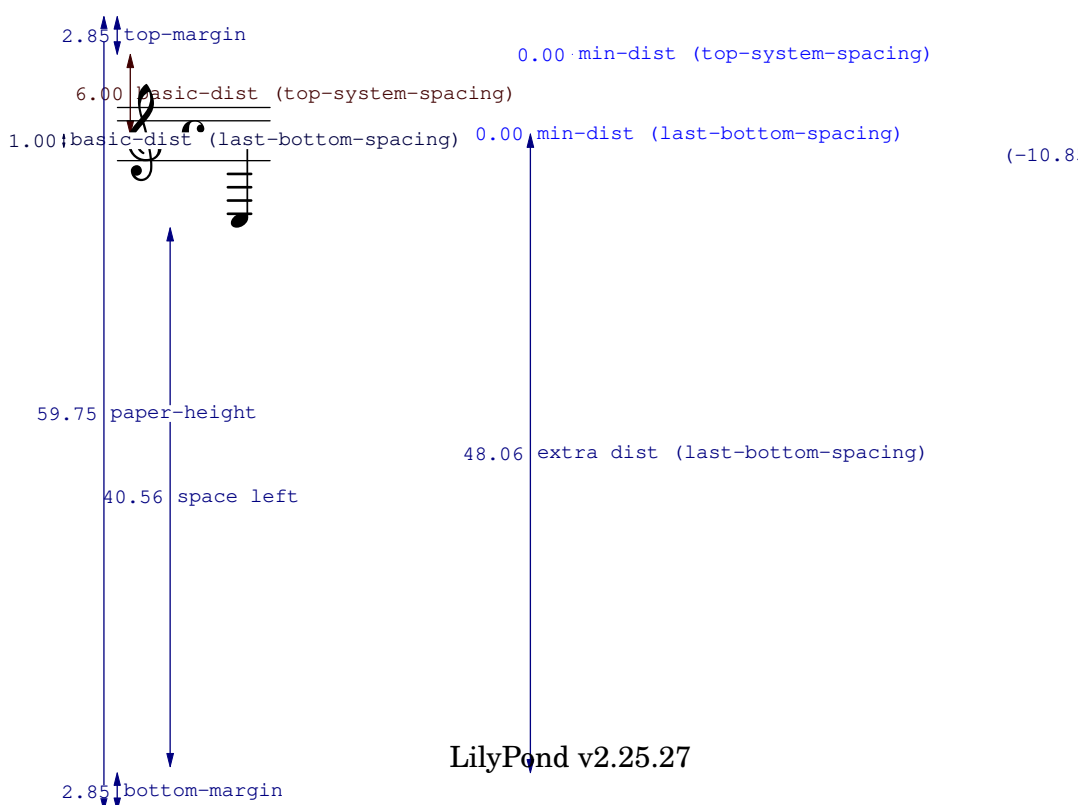 2.85 top-margin
0.00 min-dist (top-system-spacing)
6.00 basic-dist (top-system-spacing)
1.00 basic-dist (last-bottom-spacing)
0.00 min-dist (last-bottom-spacing)
(-10.8
59.75 paper-height
48.06 extra dist (last-bottom-spacing)
40.56 space left
LilyPond v2.25.27
2.85 bottom-margin